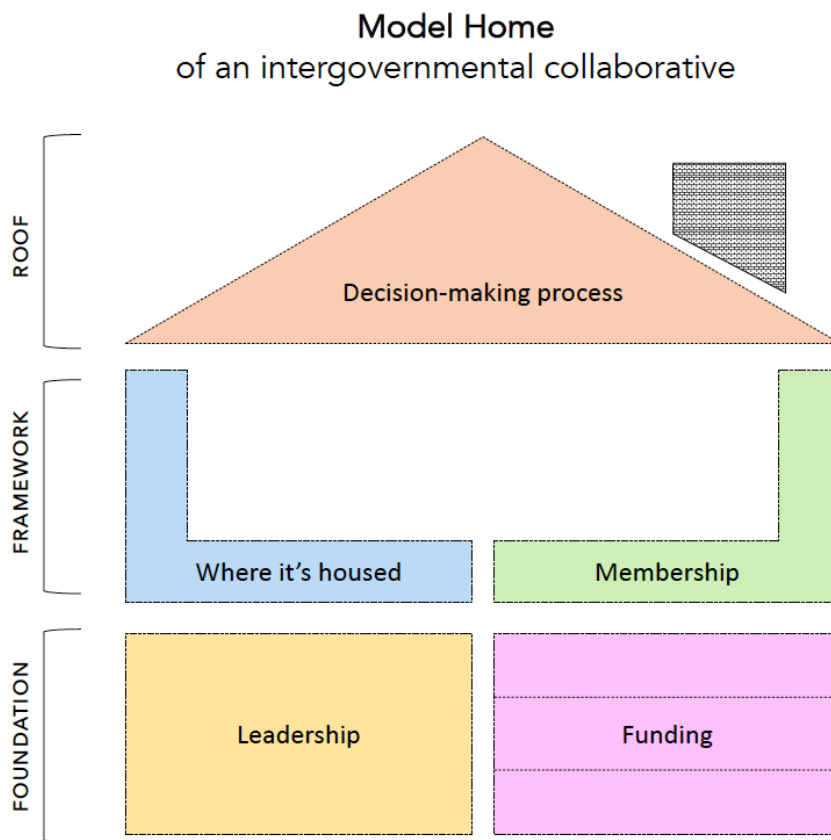 Model Home
of an intergovernmental collaborative
ROOF
Decision-making process
FRAMEWORK
Where it's housed
Membership
FOUNDATION
Leadership
Funding